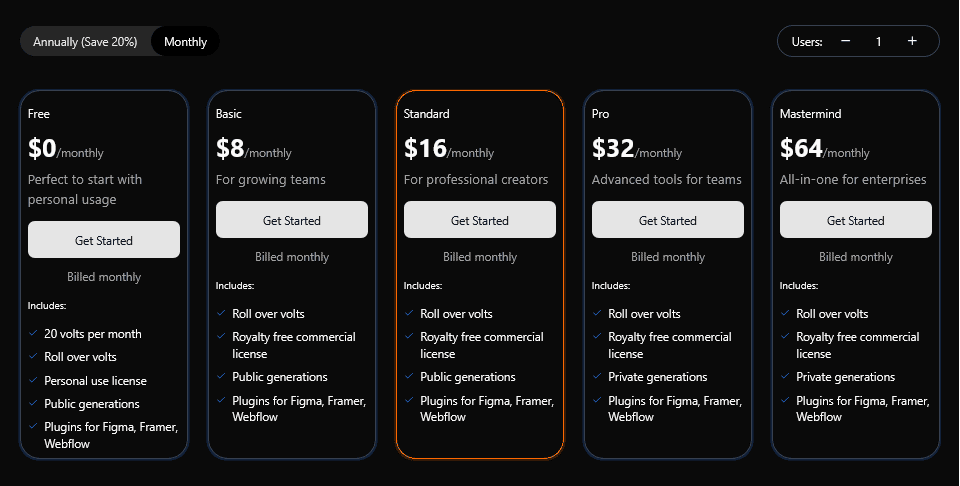 Annually (Save 20%) Monthly
Users: − 1 +
Free
$0/monthly
Perfect to start with
personal usage
Get Started
Billed monthly
Includes:
20 volts per month
Roll over volts
Personal use license
Public generations
Plugins for Figma, Framer,
Webflow
Basic
$8/monthly
For growing teams
Get Started
Billed monthly
Includes:
Roll over volts
Royalty free commercial
license
Public generations
Plugins for Figma, Framer,
Webflow
Standard
$16/monthly
For professional creators
Get Started
Billed monthly
Includes:
Roll over volts
Royalty free commercial
license
Public generations
Plugins for Figma, Framer,
Webflow
Pro
$32/monthly
Advanced tools for teams
Get Started
Billed monthly
Includes:
Roll over volts
Royalty free commercial
license
Private generations
Plugins for Figma, Framer,
Webflow
Mastermind
$64/monthly
All-in-one for enterprises
Get Started
Billed monthly
Includes:
Roll over volts
Royalty free commercial
license
Private generations
Plugins for Figma, Framer,
Webflow